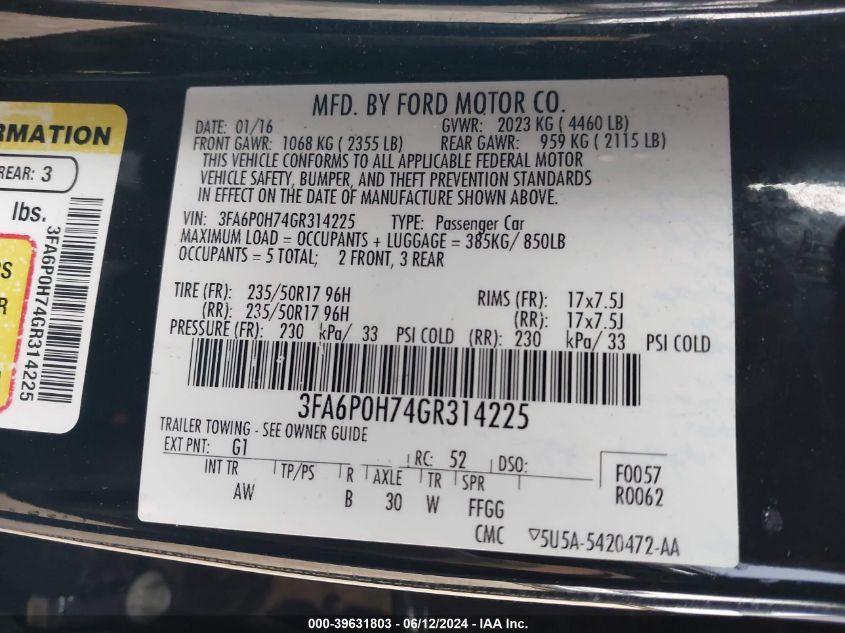 RMATION
REAR: 3
lbs.
PS
R
3FA6P0H74GR314225
MFD. BY FORD MOTOR CO.
DATE: 01/16 GVWR: 2023 KG ( 4460 LB)
FRONT GAWR: 1068 KG ( 2355 LB) REAR GAWR: 959 KG ( 2115 LB)
THIS VEHICLE CONFORMS TO ALL APPLICABLE FEDERAL MOTOR
VEHICLE SAFETY, BUMPER, AND THEFT PREVENTION STANDARDS
IN EFFECT ON THE DATE OF MANUFACTURE SHOWN ABOVE.
VIN: 3FA6P0H74GR314225 TYPE: Passenger Car
MAXIMUM LOAD = OCCUPANTS + LUGGAGE = 385KG/ 850LB
OCCUPANTS = 5 TOTAL; 2 FRONT, 3 REAR
TIRE (FR): 235/50R17 96H RIMS (FR): 17x7.5J
(RR): 235/50R17 96H (RR): 17x7.5J
PRESSURE (FR): 230 kPa/ 33 PSI COLD (RR): 230 kPa/ 33 PSI COLD
3FA6P0H74GR314225
TRAILER TOWING - SEE OWNER GUIDE
EXT PNT: G1 RC: 52 DSO: F0057
INT TR TP/PS R AXLE TR SPR R0062
AW B 30 W FFGG
CMC 5U5A-5420472-AA
000-39631803 - 06/12/2024 - IAAI Inc.